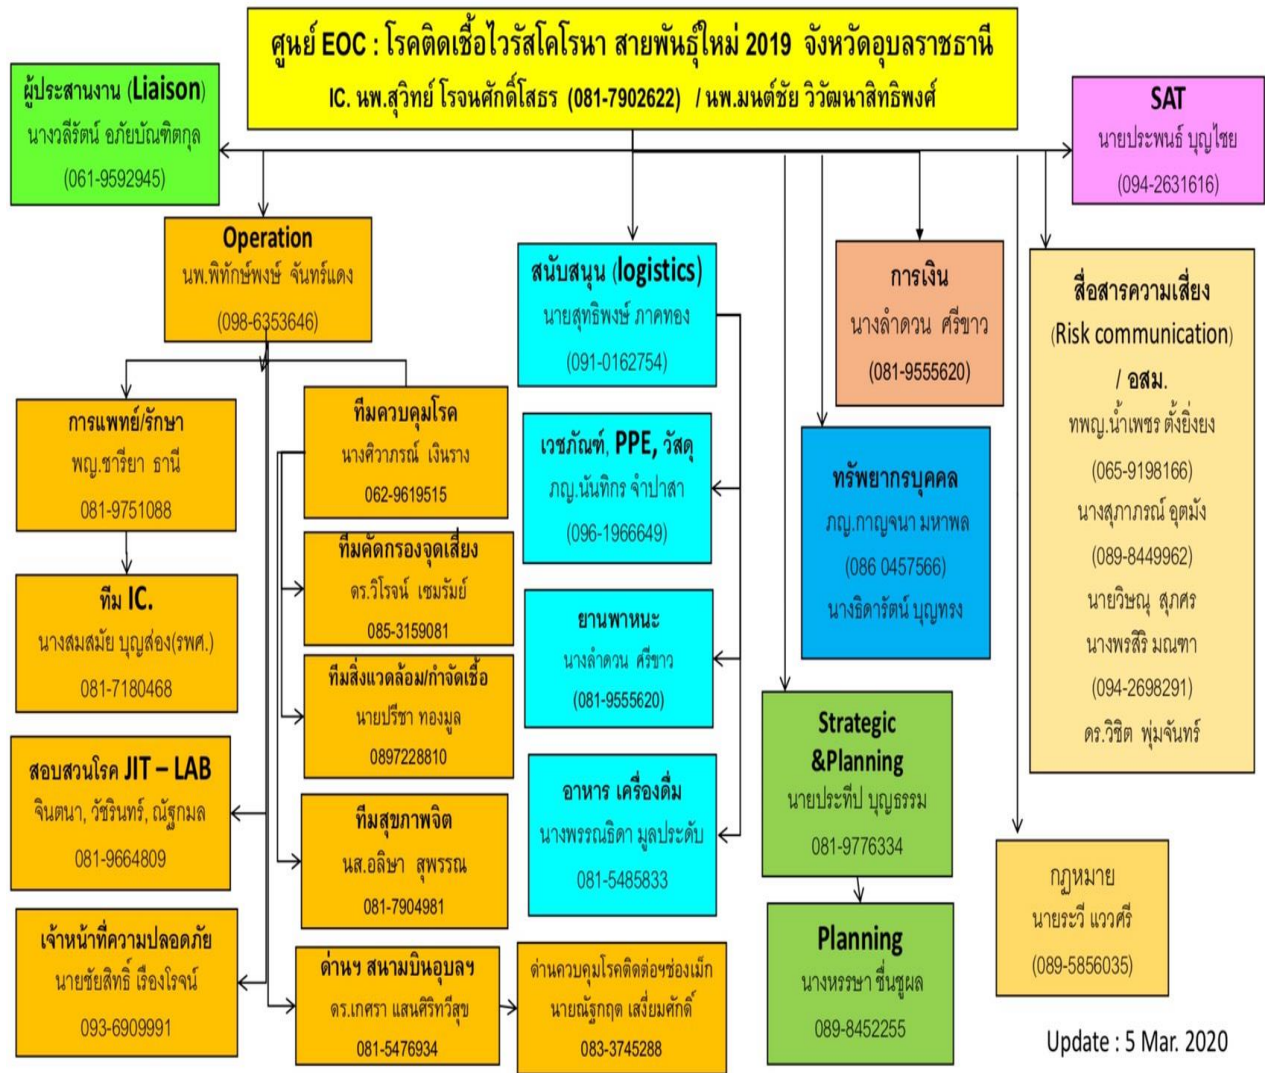 ศูนย์ EOC : โรคติดเชื้อไวรัสโคโรนา สายพันธุ์ใหม่ 2019 จังหวัดอุบลราชธานี
IC. นพ.สุวิทย์ โรจนศักดิ์โสธร (081-7902622) / นพ.มนต์ชัย วิวัฒนาสิทธิพงศ์
ผู้ประสานงาน (Liaison)
นางวลีรัตน์ อภัยบัณฑิตกุล
(061-9592945)
SAT
นายประพนธ์ บุญไชย
(094-2631616)
Operation
นพ.พิทักษ์พงษ์ จันทร์แดง
(098-6353646)
สนับสนุน (logistics)
นายสุทธิพงษ์ ภาคทอง
(091-0162754)
การเงิน
นางลำดวน ศรีขาว
(081-9555620)
สื่อสารความเสี่ยง
(Risk communication)
/ อสม.
ทพญ.น้ำเพชร ตั้งยิ่งยง
(065-9198166)
นางสุภาภรณ์ อุตมัง
(089-8449962)
นายวิษณุ สุภศร
นางพรสิริ มณฑา
(094-2698291)
ดร.วิชิต พุ่มจันทร์
การแพทย์/รักษา
พญ.ชารียา ธานี
081-9751088
ทีมควบคุมโรค
นางศิวาภรณ์ เงินราง
062-9619515
เวชภัณฑ์, PPE, วัสดุ
ภญ.นันทิกร จำปาสา
(096-1966649)
ทรัพยากรบุคคล
ภญ.กาญจนา มหาพล
(086 0457566)
นางธิดารัตน์ บุญทรง
ทีมคัดกรองจุดเสี่ยง
ดร.วิโรจน์ เซมรัมย์
085-3159081
ทีม IC.
นางสมสมัย บุญส่อง(รพศ.)
081-7180468
ยานพาหนะ
นางลำดวน ศรีขาว
(081-9555620)
ทีมสิ่งแวดล้อม/กำจัดเชื้อ
นายปรีชา ทองมูล
0897228810
Strategic
&Planning
นายประทีป บุญธรรม
081-9776334
สอบสวนโรค JIT – LAB
จินตนา, วัชรินทร์, ณัฐกมล
081-9664809
ทีมสุขภาพจิต
นส.อลิษา สุพรรณ
081-7904981
อาหาร เครื่องดื่ม
นางพรรณธิดา มูลประดับ
081-5485833
กฎหมาย
นายระวี แววศรี
(089-5856035)
เจ้าหน้าที่ความปลอดภัย
นายชัยสิทธิ์ เรืองโรจน์
093-6909991
ด่านฯ สนามบินอุบลฯ
ดร.เกศรา แสนศิริทวีสุข
081-5476934
ด่านควบคุมโรคติดต่อฯช่องเม็ก
นายณัฐกฤต เสงี่ยมศักดิ์
083-3745288
Planning
นางหรรษา ชื่นชูผล
089-8452255
Update : 5 Mar. 2020